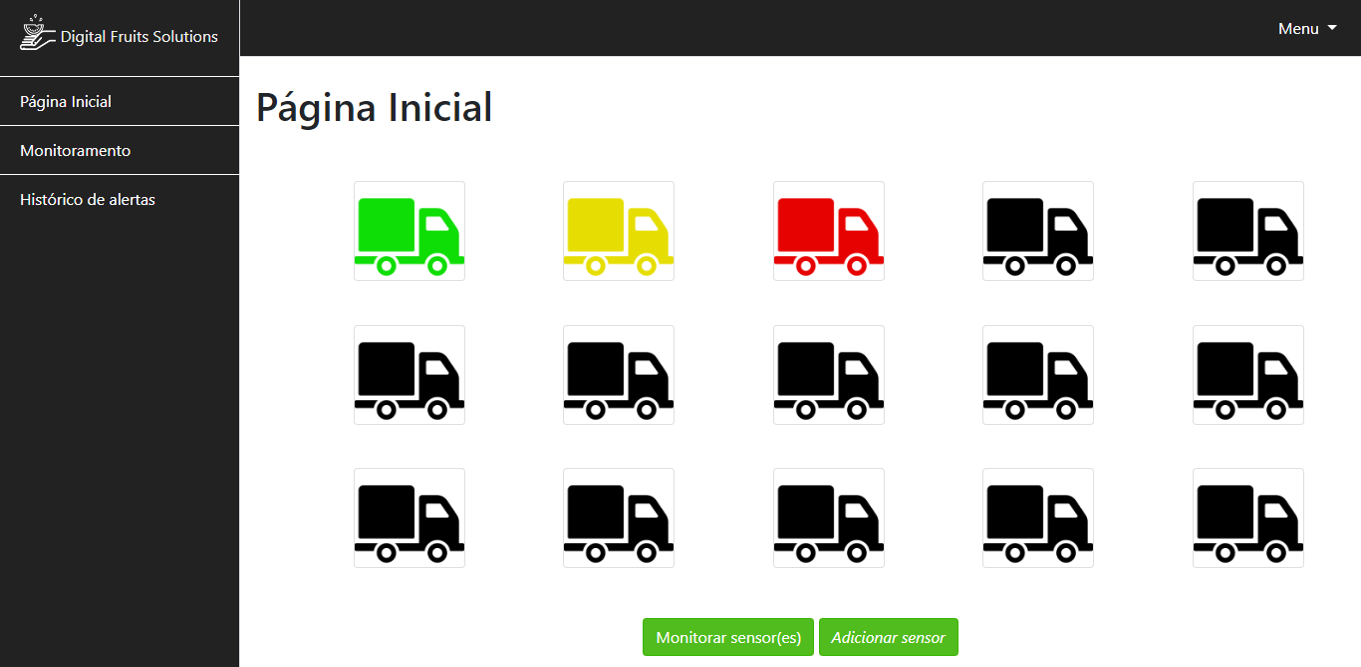 Digital Fruits Solutions
Menu
Página Inicial
Monitoramento
Histórico de alertas
Página Inicial
Monitorar sensor(es)
Adicionar sensor